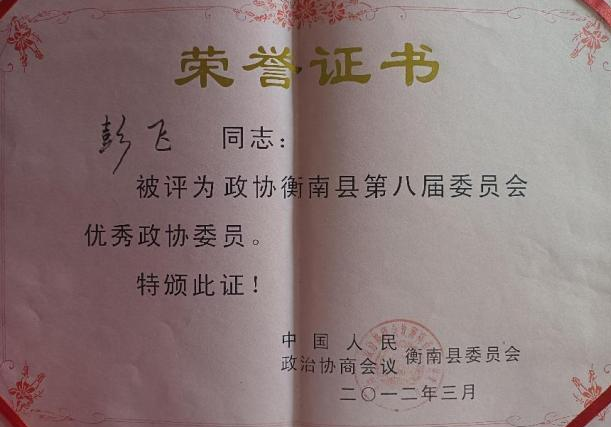 荣誉证书
彭飞 同志：
被评为政协衡南县第八届委员会
优秀政协委员。
特颁此证！
中国人民
政治协商会议 衡南县委员会
二〇一二年三月